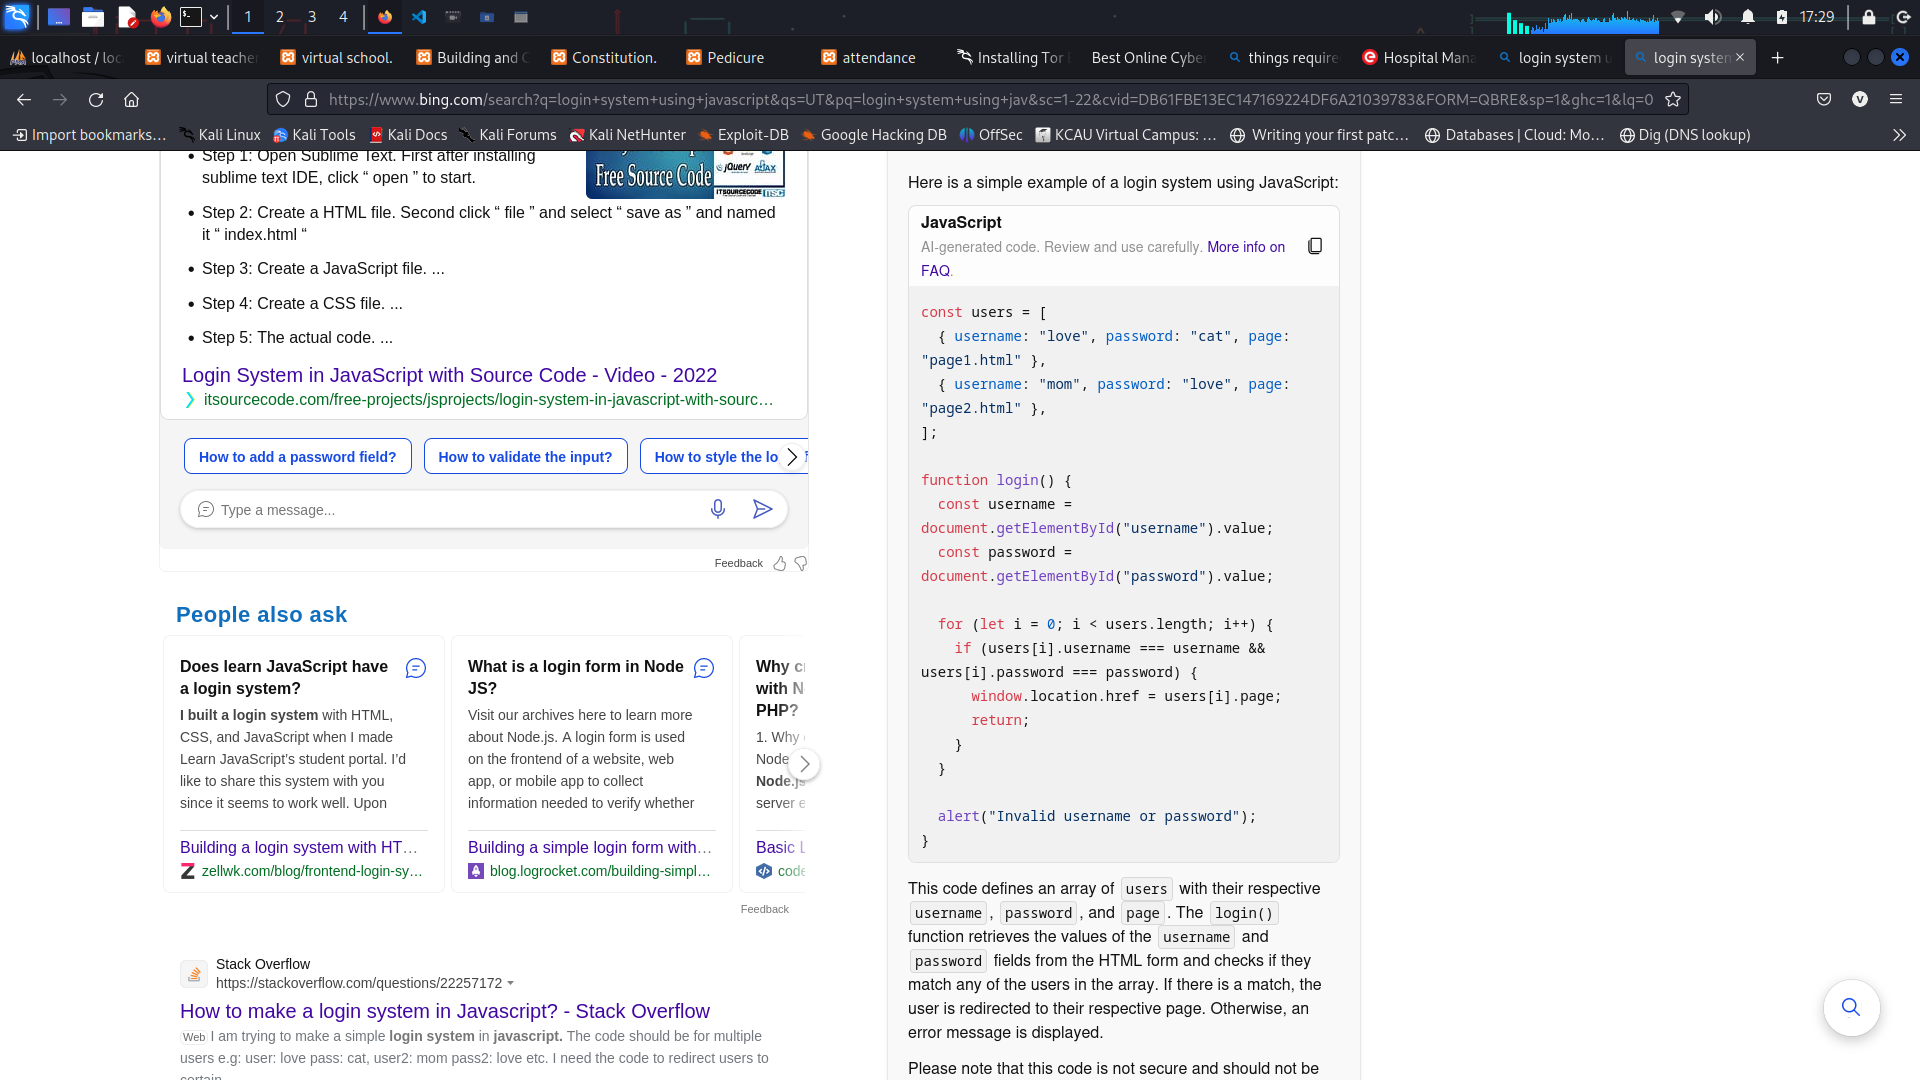 1 2 3 4 17:29
localhost / loc virtual teacher virtual school. Building and C Constitution. Pedicure attendance Installing Tor Best Online Cyber things require Hospital Mana login system u login system
https://www.bing.com/search?q=login+system+using+javascript&qs=UT&pq=login+system+using+jav&sc=1-22&cvid=DB61FBE13EC147169224DF6A21039783&FORM=QBRE&sp=1&ghc=1&lq=0
Import bookmarks... Kali Linux Kali Tools Kali Docs Kali Forums Kali NetHunter Exploit-DB Google Hacking DB OffSec KCAU Virtual Campus: ... Writing your first patc... Databases | Cloud: Mo... Dig (DNS lookup)
• Step 1: Open Sublime Text. First after installing
sublime text IDE, click “ open ” to start.
Free Source Code
jQuery AJAX
ITSOURCECODE ITSC
• Step 2: Create a HTML file. Second click “ file ” and select “ save as ” and named
it “ index.html “
• Step 3: Create a JavaScript file. ...
• Step 4: Create a CSS file. ...
• Step 5: The actual code. ...
Login System in JavaScript with Source Code - Video - 2022
itsourcecode.com/free-projects/jsprojects/login-system-in-javascript-with-sourc…
How to add a password field? How to validate the input? How to style the lo
Type a message...
Feedback
People also ask
Does learn JavaScript have
a login system?
I built a login system with HTML,
CSS, and JavaScript when I made
Learn JavaScript’s student portal. I’d
like to share this system with you
since it seems to work well. Upon
Building a login system with HT…
zellwk.com/blog/frontend-login-sy…
What is a login form in Node
JS?
Visit our archives here to learn more
about Node.js. A login form is used
on the frontend of a website, web
app, or mobile app to collect
information needed to verify whether
Building a simple login form with…
blog.logrocket.com/building-simpl…
Why cr
with N
PHP?
1. Why
Node
Node.js
server e
Basic L
code
Feedback
Stack Overflow
https://stackoverflow.com/questions/22257172
How to make a login system in Javascript? - Stack Overflow
Web I am trying to make a simple login system in javascript. The code should be for multiple
users e.g: user: love pass: cat, user2: mom pass2: love etc. I need the code to redirect users to
certain
Here is a simple example of a login system using JavaScript:
JavaScript
AI-generated code. Review and use carefully. More info on
FAQ.
const users = [
{ username: "love", password: "cat", page:
"page1.html" },
{ username: "mom", password: "love", page:
"page2.html" },
];
function login() {
const username =
document.getElementById("username").value;
const password =
document.getElementById("password").value;
for (let i = 0; i < users.length; i++) {
if (users[i].username === username &&
users[i].password === password) {
window.location.href = users[i].page;
return;
}
}
alert("Invalid username or password");
}
This code defines an array of users with their respective
username, password, and page. The login()
function retrieves the values of the username and
password fields from the HTML form and checks if they
match any of the users in the array. If there is a match, the
user is redirected to their respective page. Otherwise, an
error message is displayed.
Please note that this code is not secure and should not be